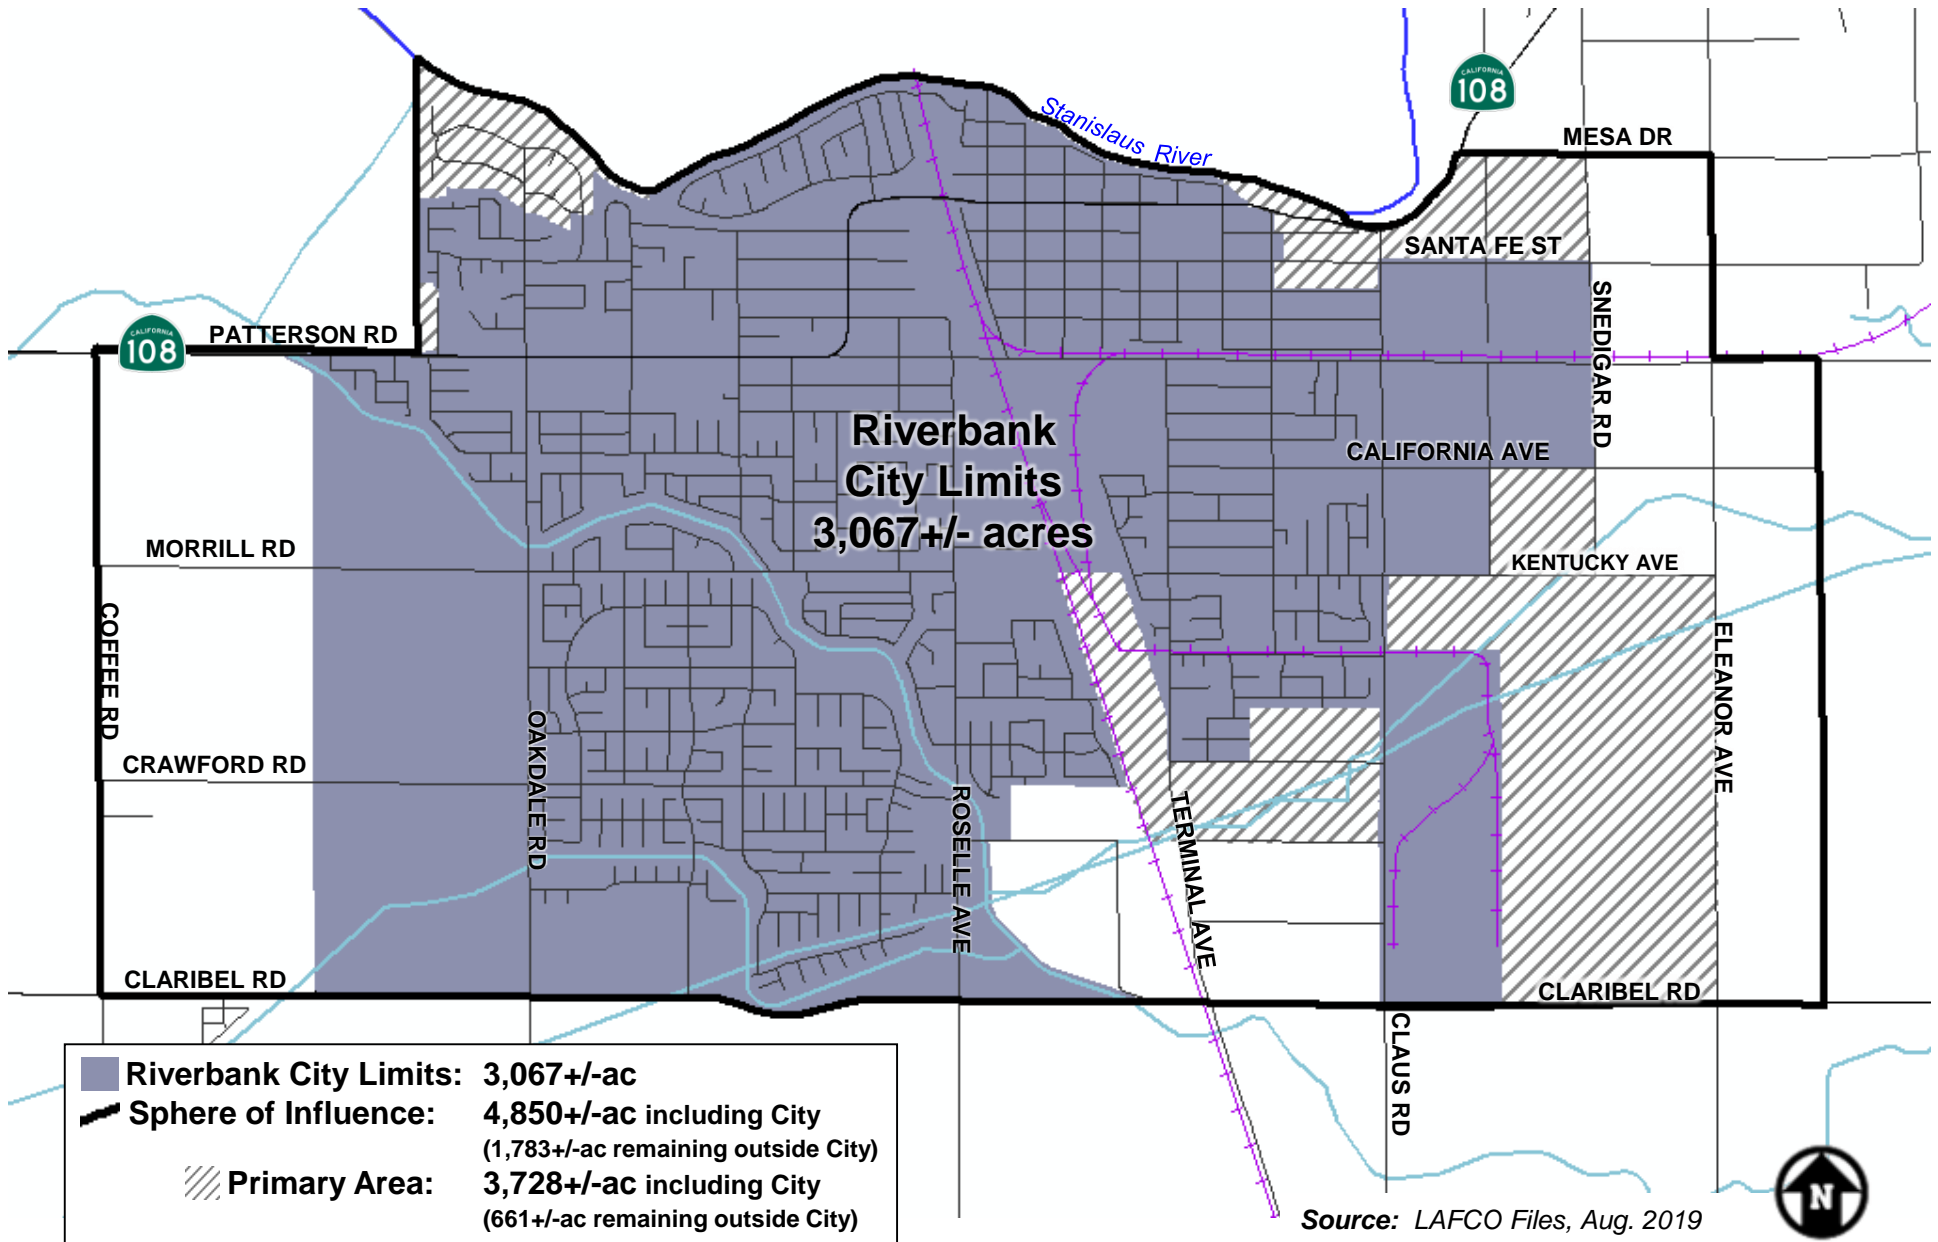 CALIFORNIA
108
MESA DR
Stanislaus River
SANTA FE ST
SNEDIGAR RD
CALIFORNIA
108
PATTERSON RD
Riverbank
City Limits
3,067+/- acres
CALIFORNIA AVE
MORRILL RD
KENTUCKY AVE
COFFEE RD
ELEANOR AVE
OAKDALE RD
CRAWFORD RD
ROSELLE AVE
TERMINAL AVE
CLARIBEL RD
CLARIBEL RD
CLAUS RD
Riverbank City Limits: 3,067+/-ac
Sphere of Influence: 4,850+/-ac including City
(1,783+/-ac remaining outside City)
Primary Area: 3,728+/-ac including City
(661+/-ac remaining outside City)
Source: LAFCO Files, Aug. 2019
N